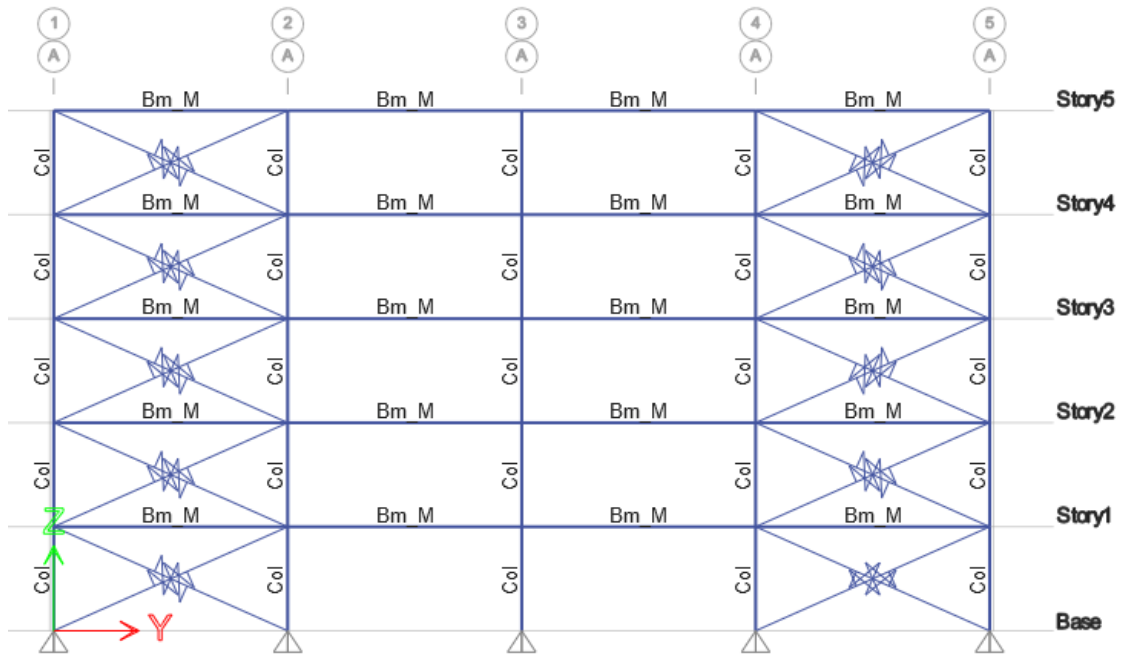 1 2 3 4 5
A A A A A
Bm_M Bm_M Bm_M Bm_M Story5
Col Col Col Col Col
Bm_M Bm_M Bm_M Bm_M Story4
Col Col Col Col Col
Bm_M Bm_M Bm_M Bm_M Story3
Col Col Col Col Col
Bm_M Bm_M Bm_M Bm_M Story2
Col Col Col Col Col
Bm_M Bm_M Bm_M Bm_M Story1
Z
Col Col Col Col Col
Y Base